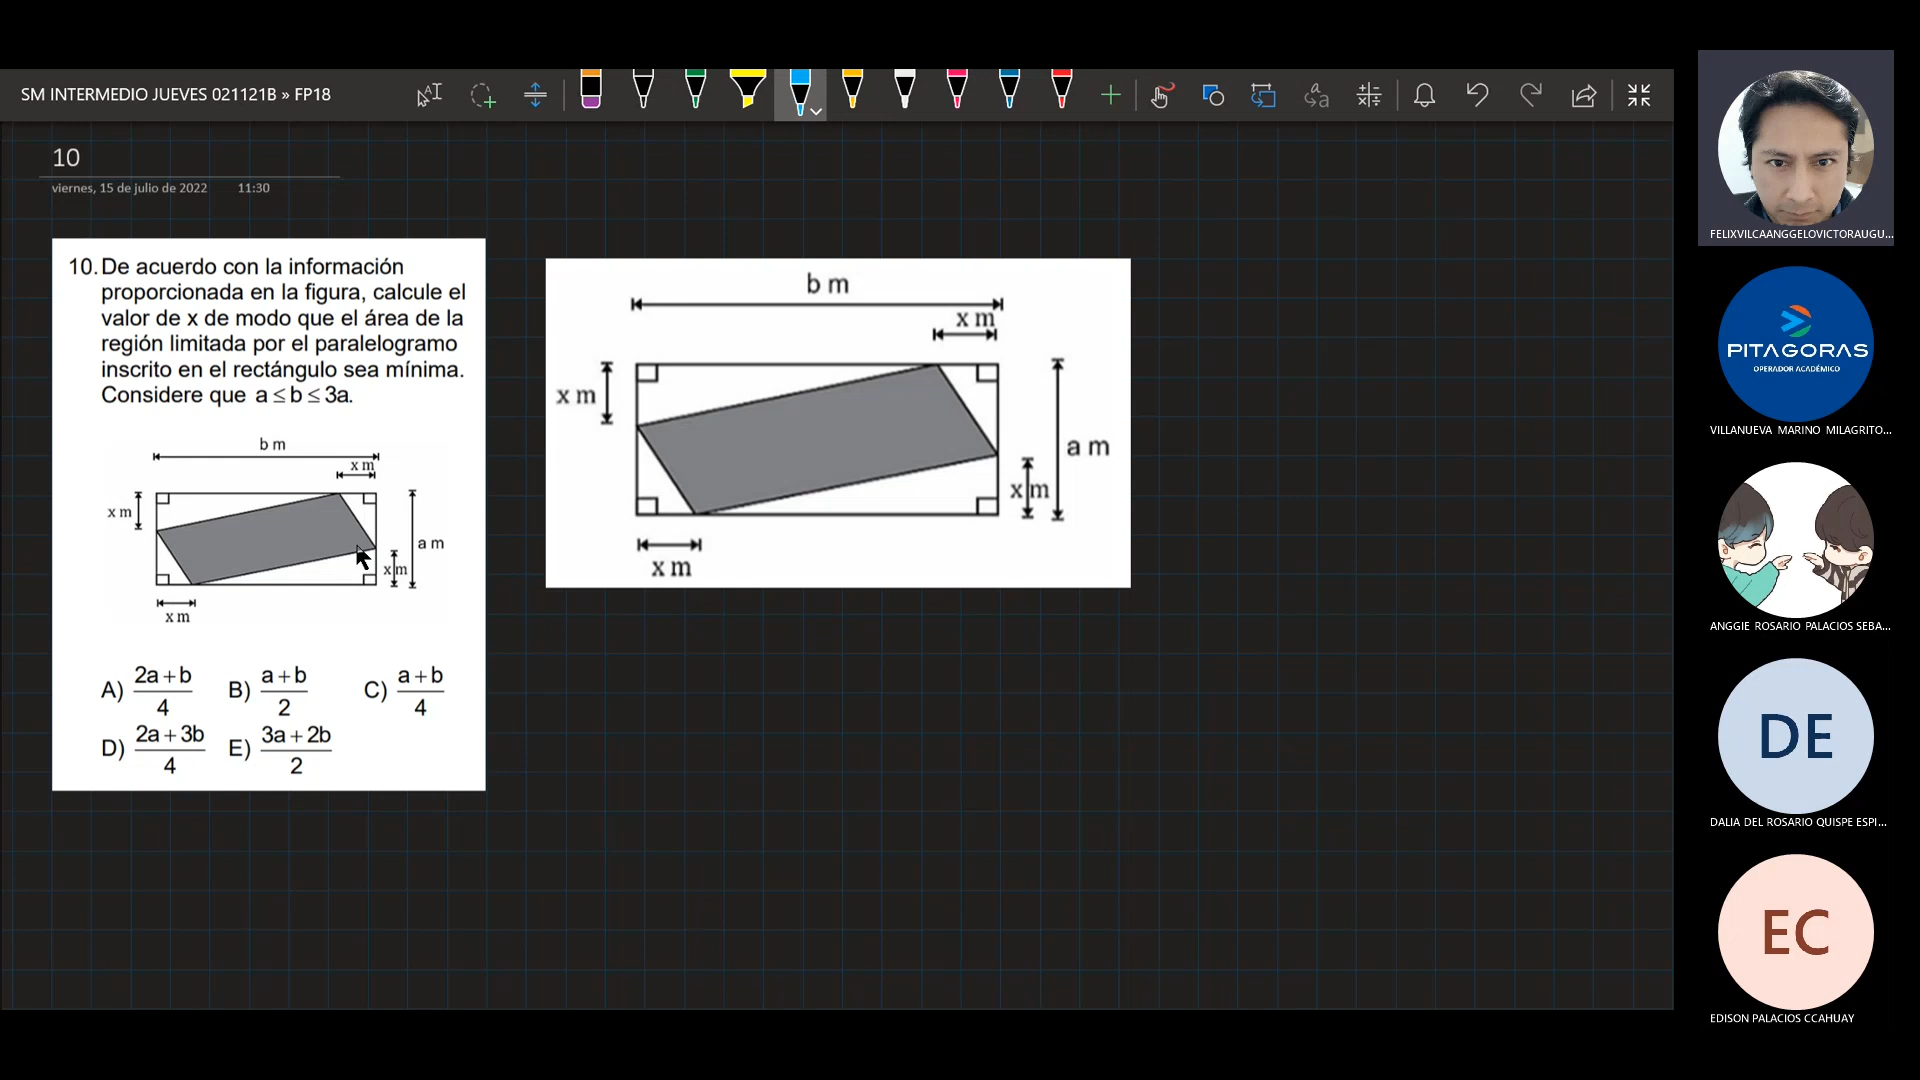 SM INTERMEDIO JUEVES 021121B » FP18
10
viernes, 15 de julio de 2022 11:30
10. De acuerdo con la información
proporcionada en la figura, calcule el
valor de x de modo que el área de la
región limitada por el paralelogramo
inscrito en el rectángulo sea mínima.
Considere que a ≤ b ≤ 3a.
b m
x m
x m
a m
x m
x m
A) (2a + b)/4 B) (a + b)/2 C) (a + b)/4
D) (2a + 3b)/4 E) (3a + 2b)/2
b m
x m
x m
a m
x m
x m
FELIXVILCAANGGELOVICTORAUGU...
PITAGORAS
OPERADOR ACADÉMICO
VILLANUEVA MARINO MILAGRITO...
ANGGIE ROSARIO PALACIOS SEBA...
DE
DALIA DEL ROSARIO QUISPE ESPI...
EC
EDISON PALACIOS CCAHUAY